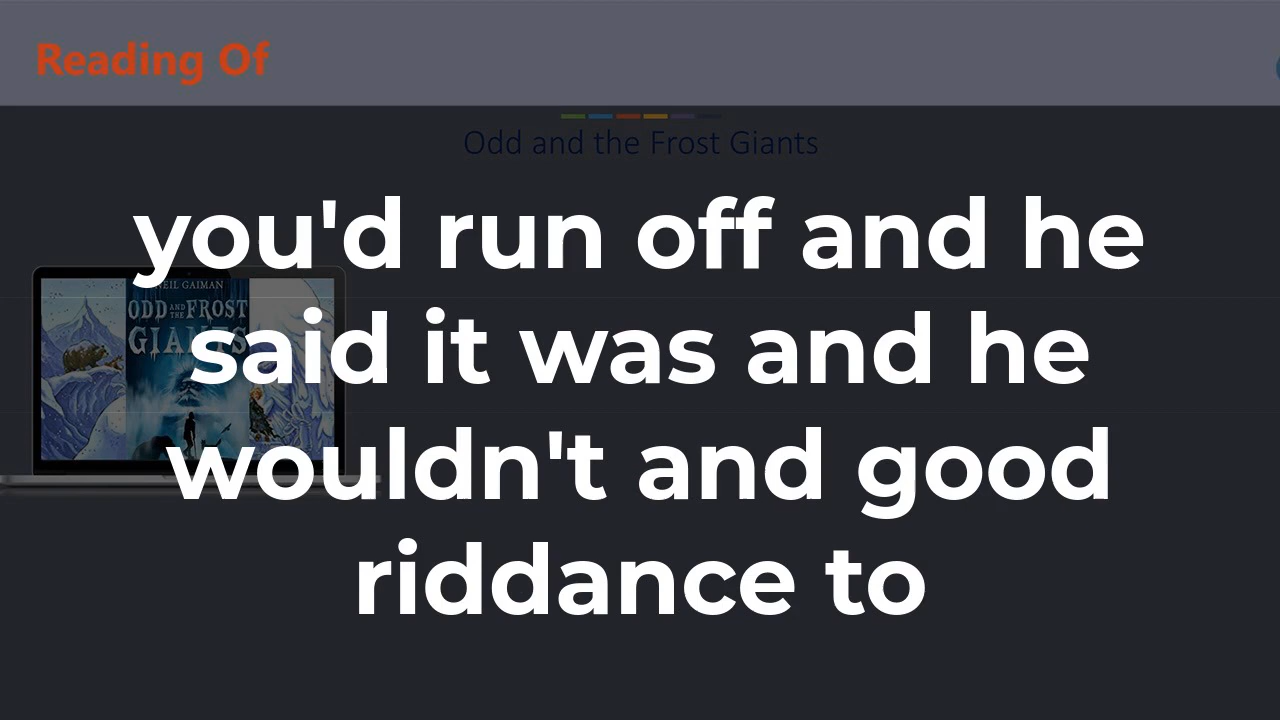 Reading Of
Odd and the Frost Giants
you'd run off and he
said it was and he
wouldn't and good
riddance to
NEIL GAIMAN
ODD AND THE FROST
GIANTS